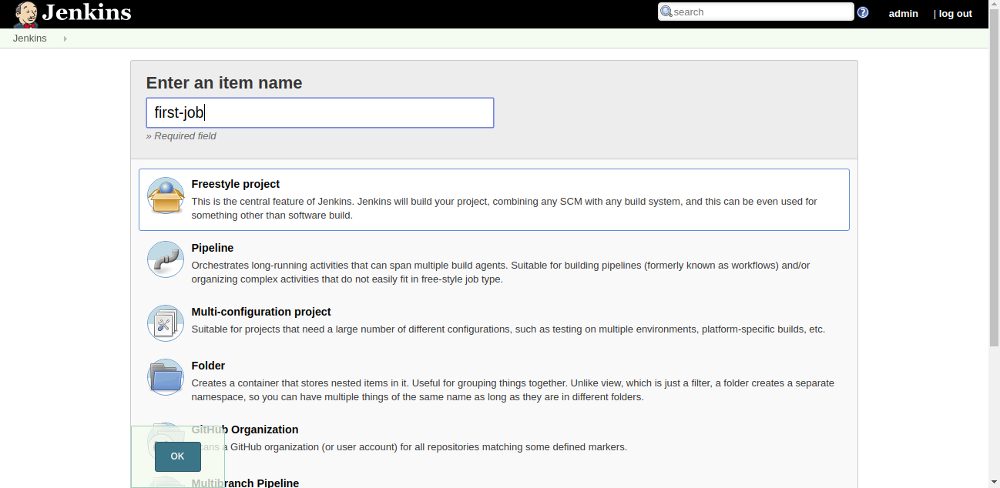 Jenkins
search
?
admin
| log out
Jenkins
Enter an item name
first-job
» Required field
Freestyle project
This is the central feature of Jenkins. Jenkins will build your project, combining any SCM with any build system, and this can be even used for
something other than software build.
Pipeline
Orchestrates long-running activities that can span multiple build agents. Suitable for building pipelines (formerly known as workflows) and/or
organizing complex activities that do not easily fit in free-style job type.
Multi-configuration project
Suitable for projects that need a large number of different configurations, such as testing on multiple environments, platform-specific builds, etc.
Folder
Creates a container that stores nested items in it. Useful for grouping things together. Unlike view, which is just a filter, a folder creates a separate
namespace, so you can have multiple things of the same name as long as they are in different folders.
GitHub Organization
Scans a GitHub organization (or user account) for all repositories matching some defined markers.
OK
Multibranch Pipeline